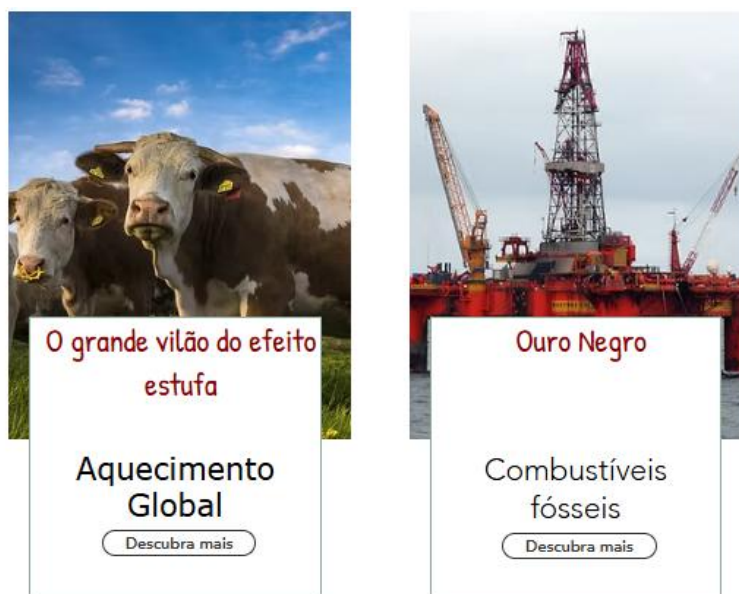 O grande vilão do efeito
estufa
Aquecimento
Global
Descubra mais
Ouro Negro
Combustíveis
fósseis
Descubra mais